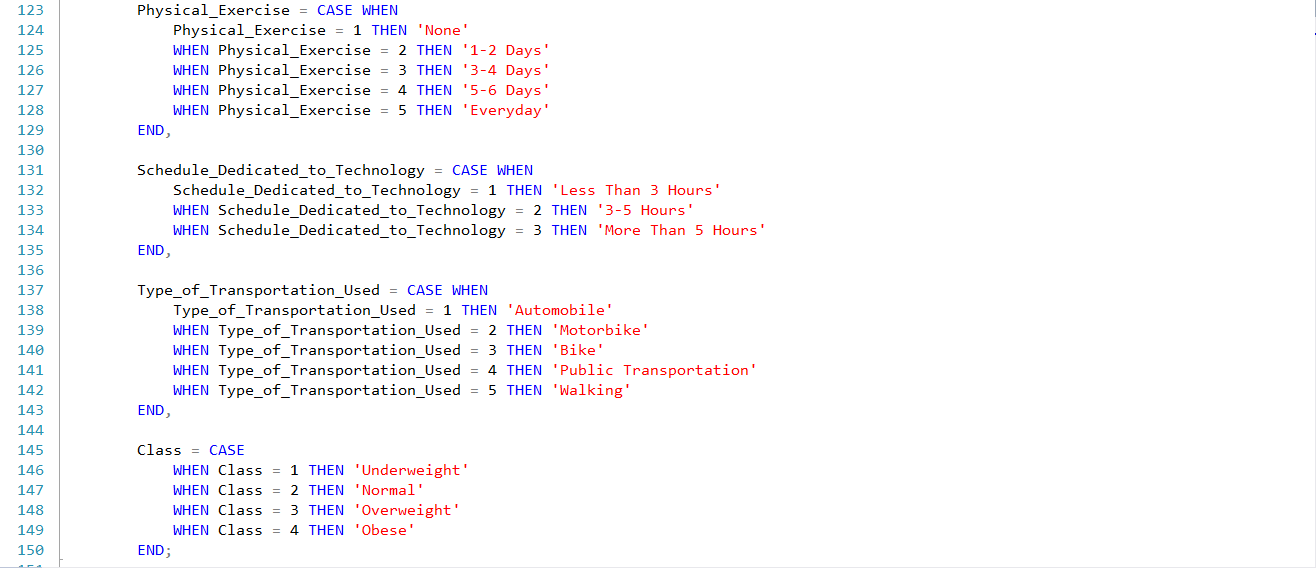 123 Physical_Exercise = CASE WHEN
124 Physical_Exercise = 1 THEN 'None'
125 WHEN Physical_Exercise = 2 THEN '1-2 Days'
126 WHEN Physical_Exercise = 3 THEN '3-4 Days'
127 WHEN Physical_Exercise = 4 THEN '5-6 Days'
128 WHEN Physical_Exercise = 5 THEN 'Everyday'
129 END,
130
131 Schedule_Dedicated_to_Technology = CASE WHEN
132 Schedule_Dedicated_to_Technology = 1 THEN 'Less Than 3 Hours'
133 WHEN Schedule_Dedicated_to_Technology = 2 THEN '3-5 Hours'
134 WHEN Schedule_Dedicated_to_Technology = 3 THEN 'More Than 5 Hours'
135 END,
136
137 Type_of_Transportation_Used = CASE WHEN
138 Type_of_Transportation_Used = 1 THEN 'Automobile'
139 WHEN Type_of_Transportation_Used = 2 THEN 'Motorbike'
140 WHEN Type_of_Transportation_Used = 3 THEN 'Bike'
141 WHEN Type_of_Transportation_Used = 4 THEN 'Public Transportation'
142 WHEN Type_of_Transportation_Used = 5 THEN 'Walking'
143 END,
144
145 Class = CASE
146 WHEN Class = 1 THEN 'Underweight'
147 WHEN Class = 2 THEN 'Normal'
148 WHEN Class = 3 THEN 'Overweight'
149 WHEN Class = 4 THEN 'Obese'
150 END;